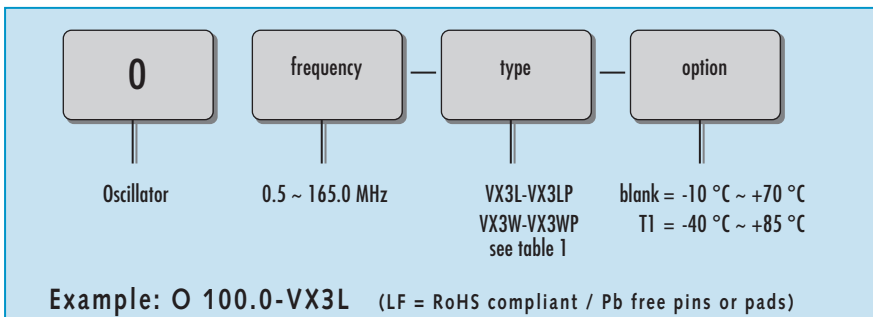 O frequency — type — option
Oscillator 0.5 ~ 165.0 MHz VX3L-VX3LP blank = -10 °C ~ +70 °C
VX3W-VX3WP T1 = -40 °C ~ +85 °C
see table 1
Example: O 100.0-VX3L (LF = RoHS compliant / Pb free pins or pads)